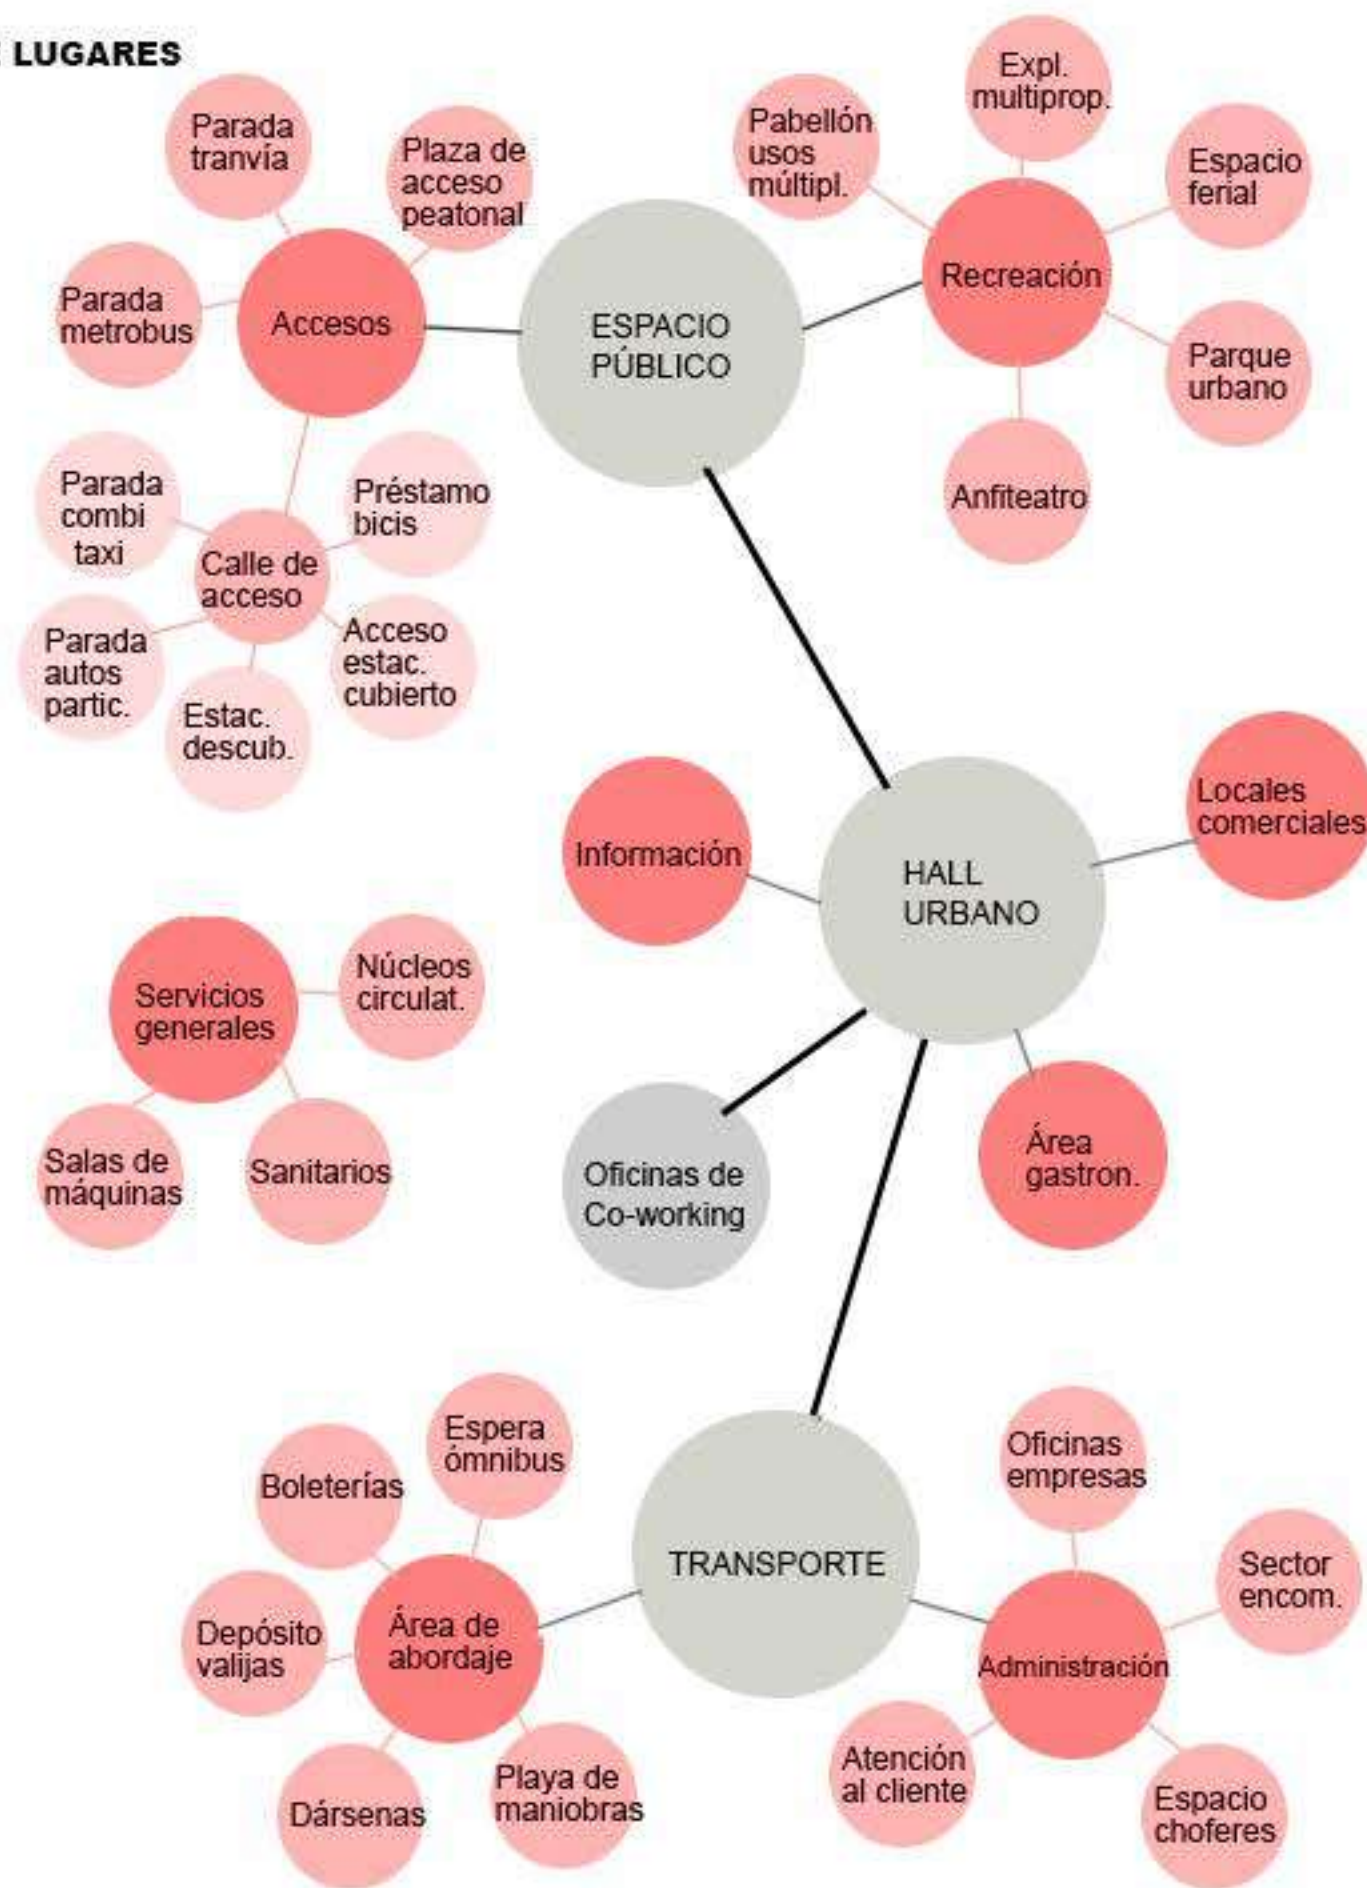 LUGARES
Parada
tranvía
Plaza de
acceso
peatonal
Parada
metrobus
Accesos
ESPACIO
PÚBLICO
Pabellón
usos
múltipl.
Expl.
multiprop.
Espacio
ferial
Recreación
Parque
urbano
Anfiteatro
Parada
combi
taxi
Préstamo
bicis
Calle de
acceso
Parada
autos
partic.
Acceso
estac.
cubierto
Estac.
descub.
Información
HALL
URBANO
Locales
comerciales
Servicios
generales
Núcleos
circulat.
Salas de
máquinas
Sanitarios
Oficinas de
Co-working
Área
gastron.
Espera
ómnibus
Boleterías
Depósito
valijas
Área de
abordaje
Dársenas
Playa de
maniobras
TRANSPORTE
Oficinas
empresas
Sector
encom.
Administración
Atención
al cliente
Espacio
choferes